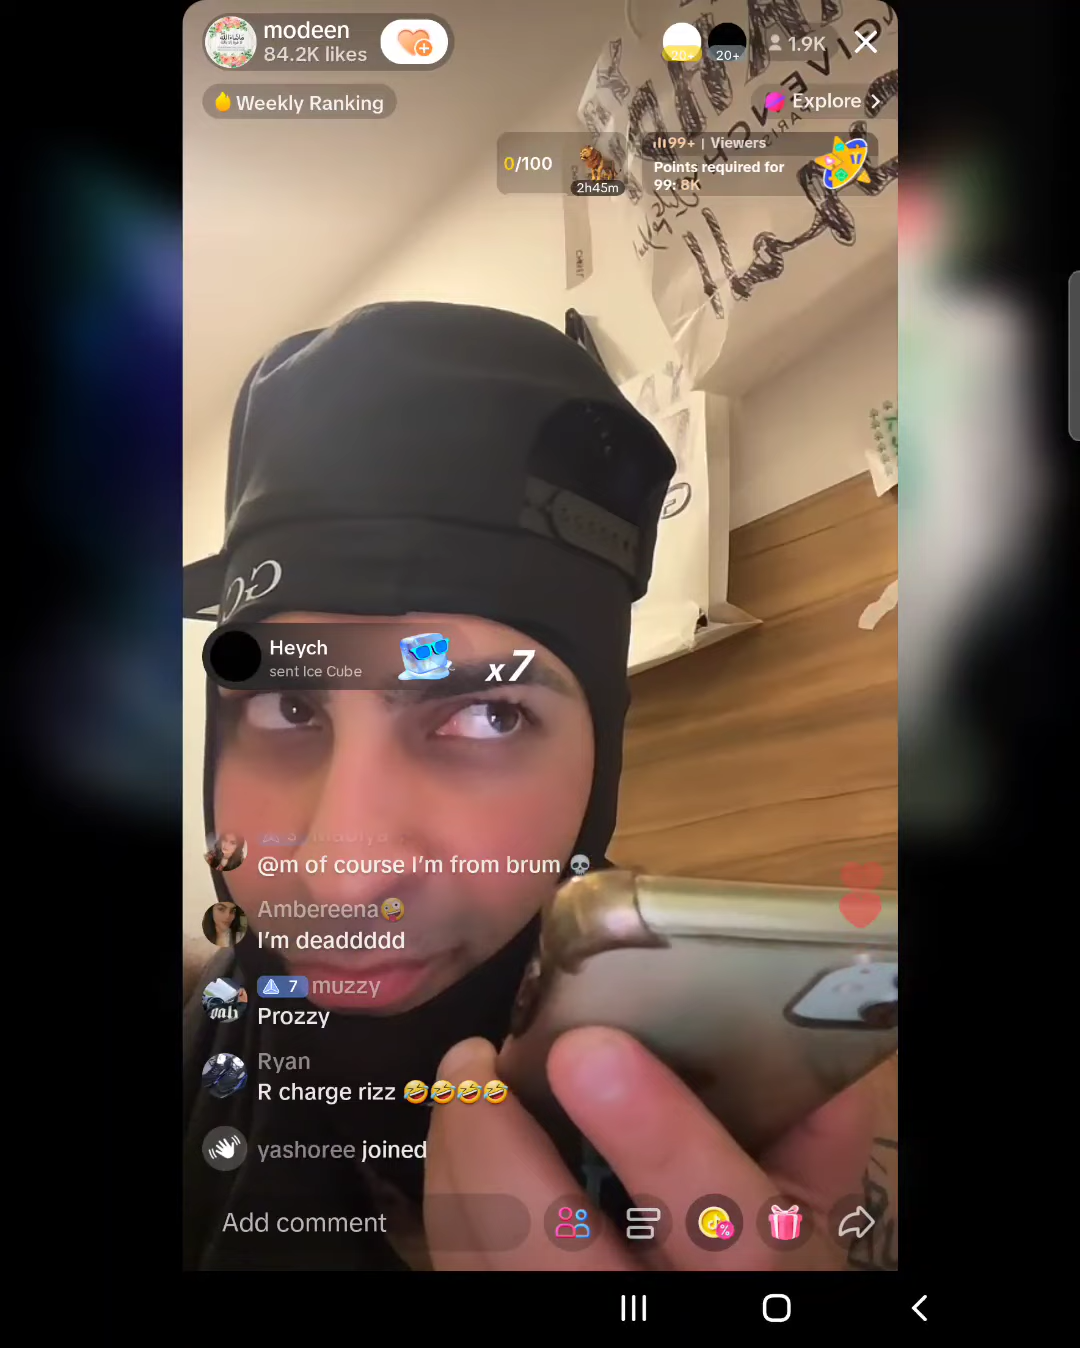 modeen
84.2K likes
20+
20+
1.9K
Weekly Ranking
Explore
0/100
2h45m
99+ | Viewers
Points required for
99: 8K
Heych
sent Ice Cube
x7
@m of course I'm from brum 💀
Ambereena🤪
I'm deaddddd
7 muzzy
Prozzy
Ryan
R charge rizz 🤣🤣🤣🤣
yashoree joined
Add comment